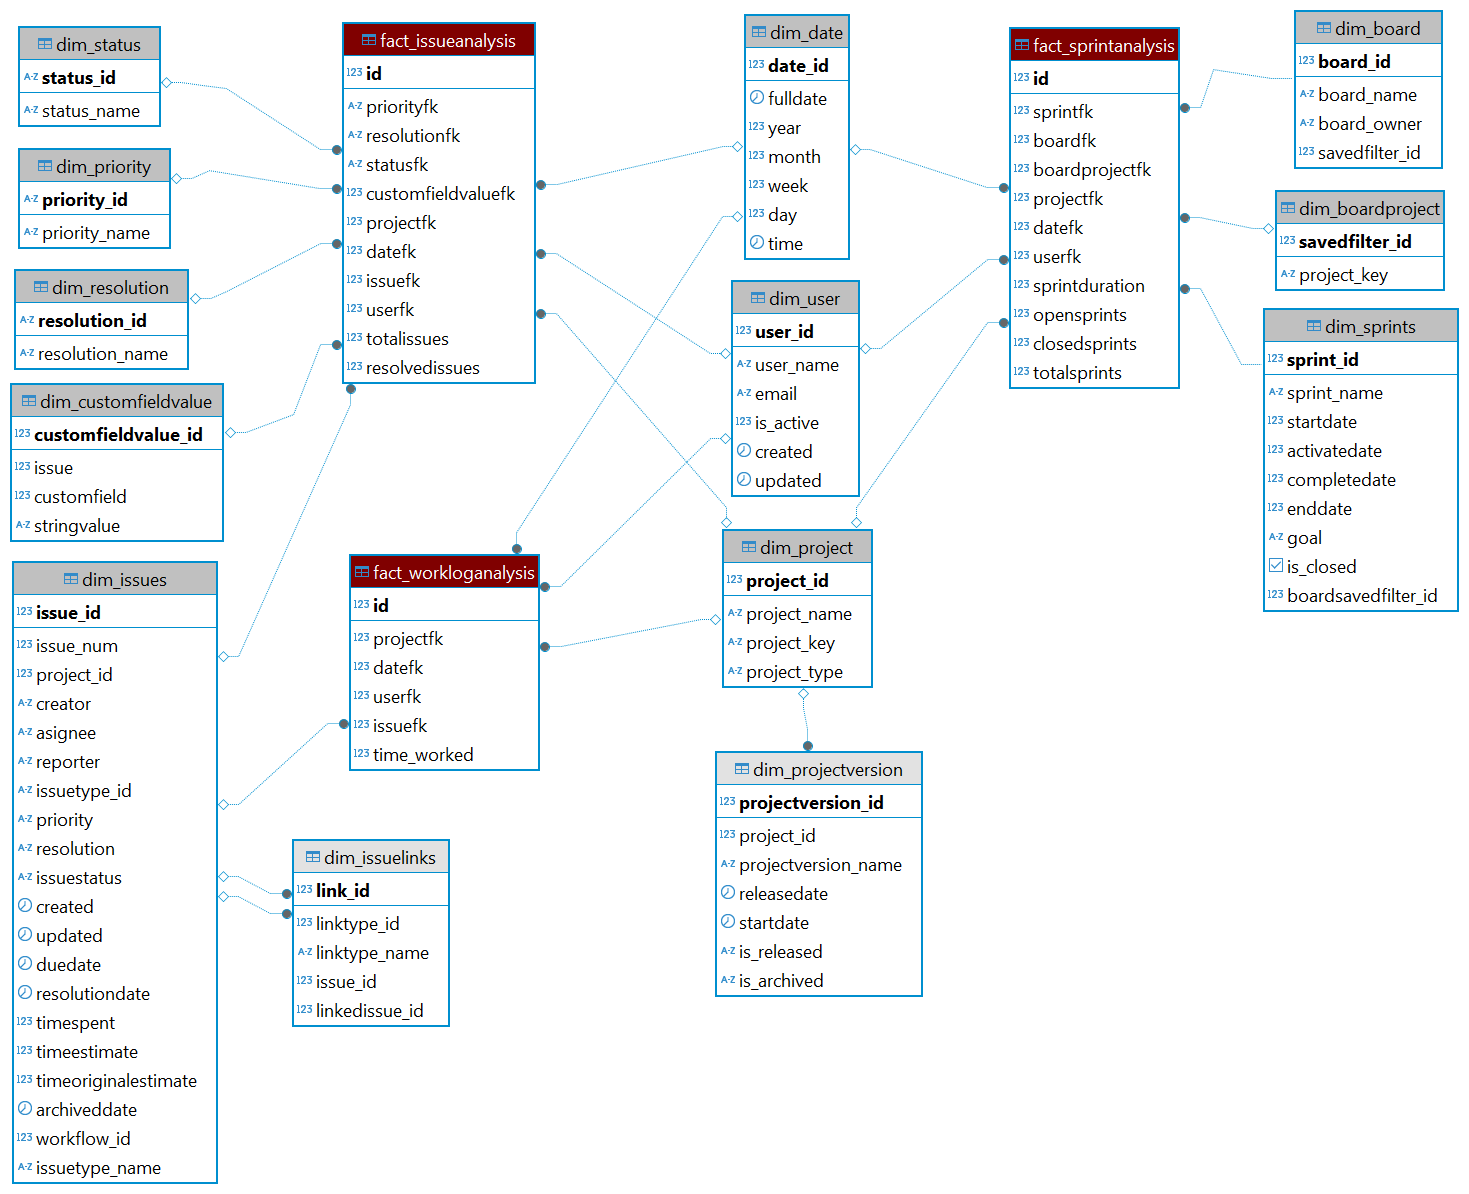 dim_status
A-Z status_id
A-Z status_name
dim_priority
A-Z priority_id
A-Z priority_name
dim_resolution
A-Z resolution_id
A-Z resolution_name
dim_customfieldvalue
123 customfieldvalue_id
123 issue
123 customfield
A-Z stringvalue
dim_issues
123 issue_id
123 issue_num
123 project_id
A-Z creator
A-Z asignee
A-Z reporter
A-Z issuetype_id
A-Z priority
A-Z resolution
A-Z issuestatus
created
updated
duedate
resolutiondate
123 timespent
123 timeestimate
123 timeoriginalestimate
archiveddate
123 workflow_id
A-Z issuetype_name
fact_issueanalysis
123 id
A-Z priorityfk
A-Z resolutionfk
A-Z statusfk
123 customfieldvaluefk
123 projectfk
123 datefk
123 issuefk
123 userfk
123 totalissues
123 resolvedissues
fact_workloganalysis
123 id
123 projectfk
123 datefk
123 userfk
123 issuefk
123 time_worked
dim_issuelinks
123 link_id
123 linktype_id
A-Z linktype_name
123 issue_id
123 linkedissue_id
dim_date
123 date_id
fulldate
123 year
123 month
123 week
123 day
time
dim_user
123 user_id
A-Z user_name
A-Z email
123 is_active
created
updated
dim_project
123 project_id
A-Z project_name
A-Z project_key
A-Z project_type
dim_projectversion
123 projectversion_id
123 project_id
A-Z projectversion_name
releasedate
startdate
A-Z is_released
A-Z is_archived
fact_sprintanalysis
123 id
123 sprintfk
123 boardfk
123 boardprojectfk
123 projectfk
123 datefk
123 userfk
123 sprintduration
123 opensprints
123 closedsprints
123 totalsprints
dim_board
123 board_id
A-Z board_name
A-Z board_owner
123 savedfilter_id
dim_boardproject
123 savedfilter_id
A-Z project_key
dim_sprints
123 sprint_id
A-Z sprint_name
123 startdate
123 activatedate
123 completedate
123 enddate
A-Z goal
is_closed
123 boardsavedfilter_id